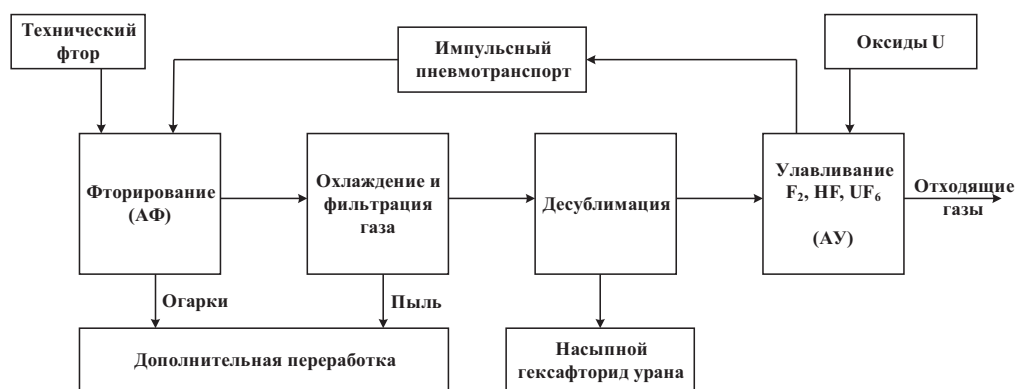 Технический
фтор
Импульсный
пневмотранспорт
Оксиды U
Фторирование
(АФ)
Охлаждение и
фильтрация
газа
Десублимация
Улавливание
F₂, HF, UF₆
(АУ)
Отходящие
газы
Огарки
Пыль
Дополнительная переработка
Насыпной
гексафторид урана